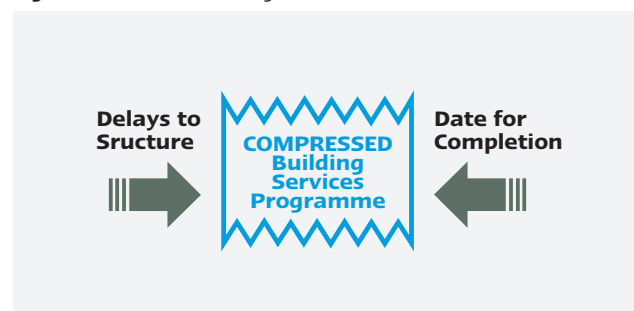 Delays to
Sructure
COMPRESSED
Building
Services
Programme
Date for
Completion